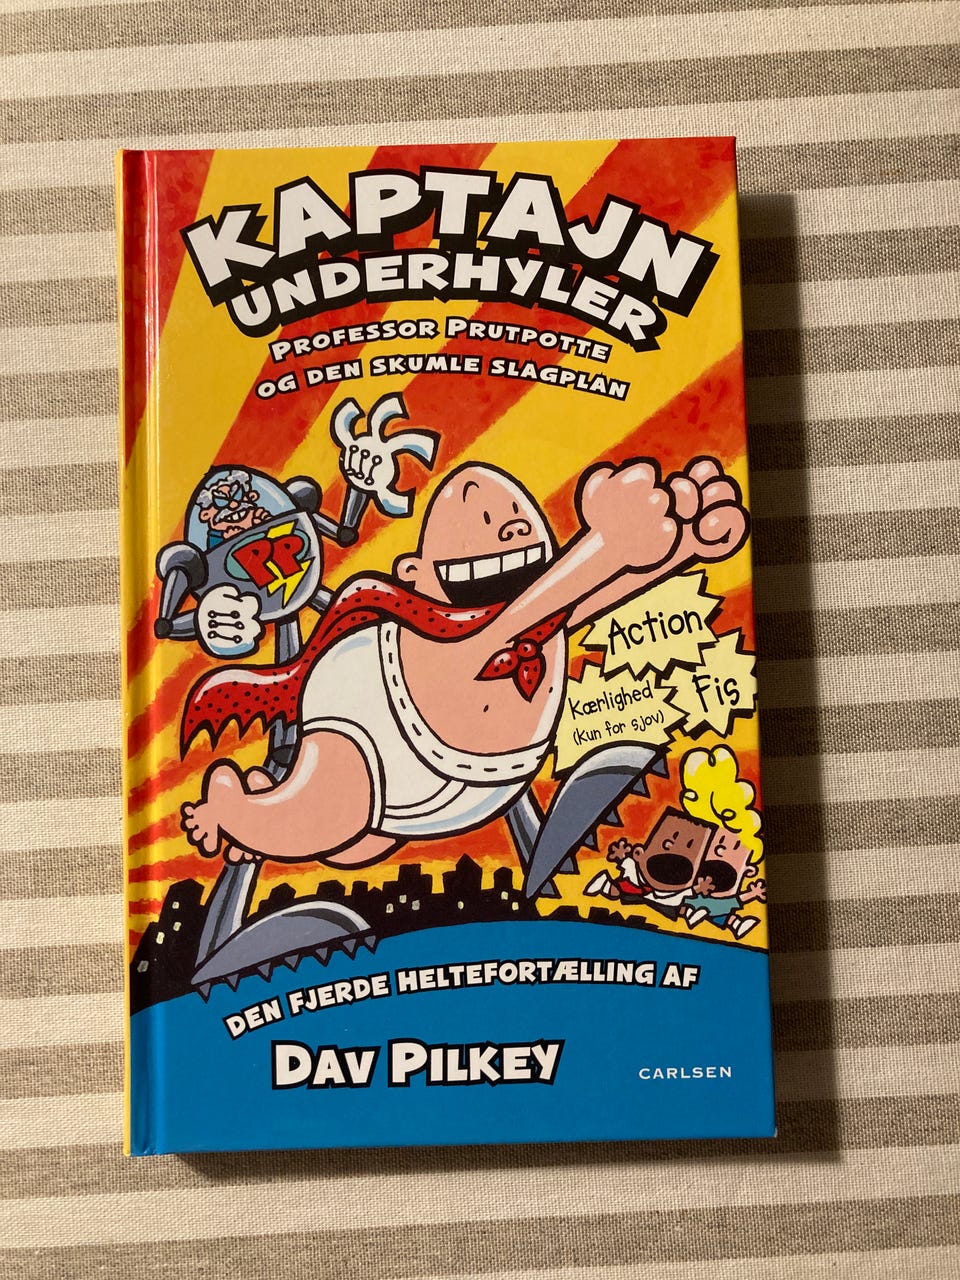 KAPTAJN
UNDERHYLER
PROFESSOR PRUTPOTTE
OG DEN SKUMLE SLAGPLAN
PP
Action
Fis
Kærlighed
(kun for sjov)
DEN FJERDE HELTEFORTÆLLING AF
DAV PILKEY
CARLSEN